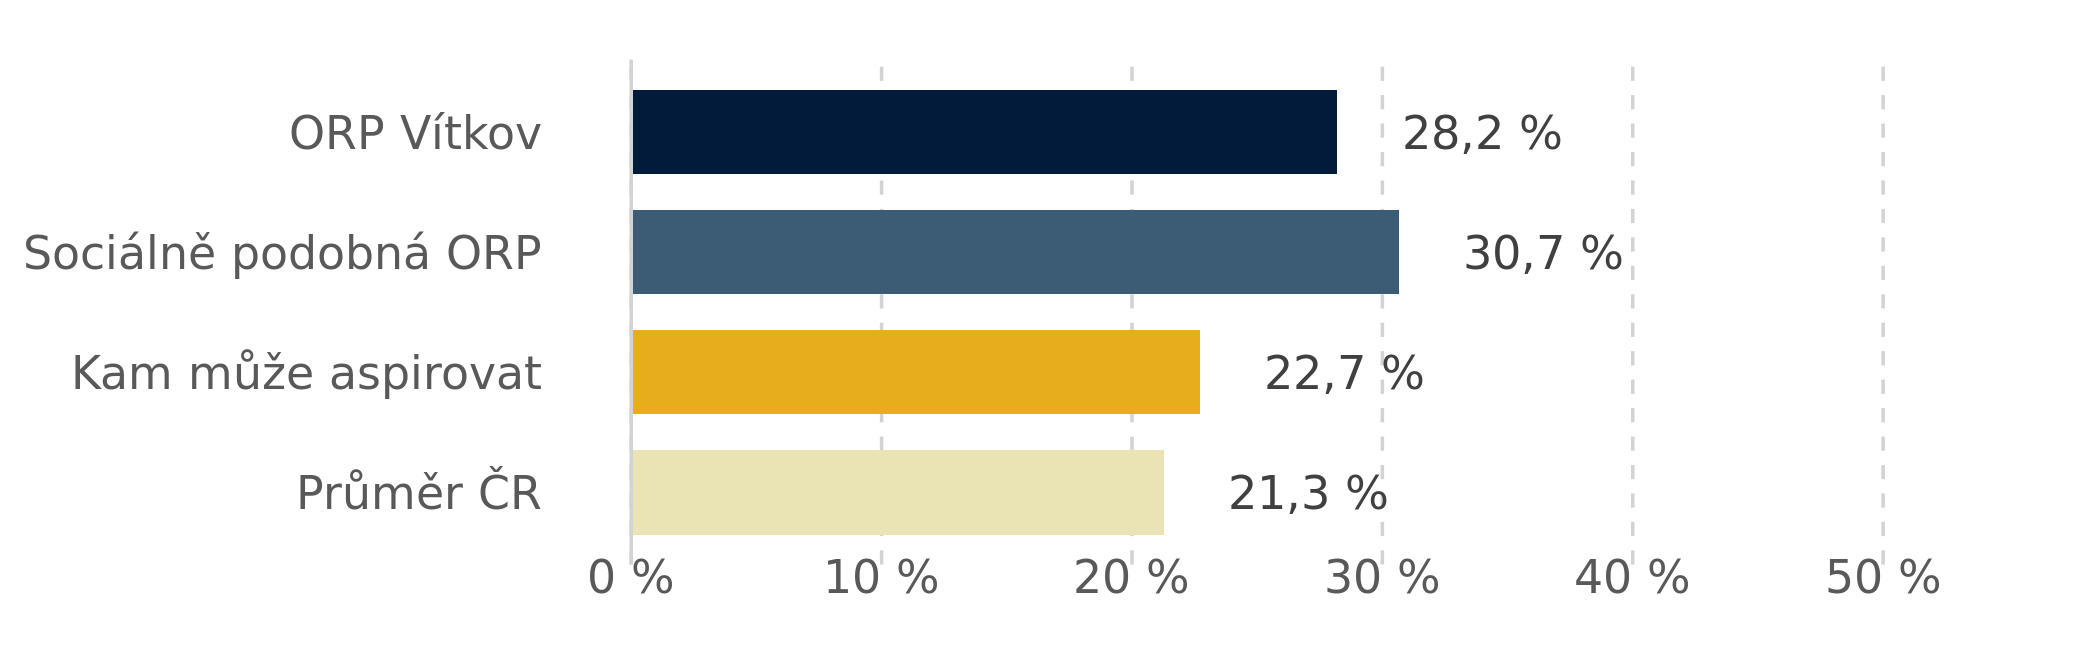 ORP Vítkov 28,2 %
Sociálně podobná ORP 30,7 %
Kam může aspirovat 22,7 %
Průměr ČR 21,3 %
0 % 10 % 20 % 30 % 40 % 50 %